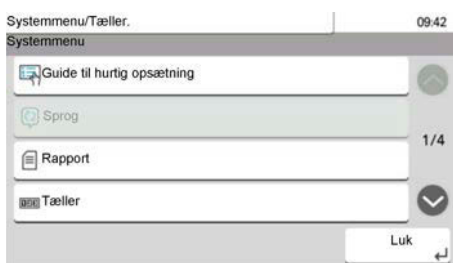 Systemmenu/Tæller. 09:42
Systemmenu
Guide til hurtig opsætning
Sprog
1/4
Rapport
Tæller
Luk